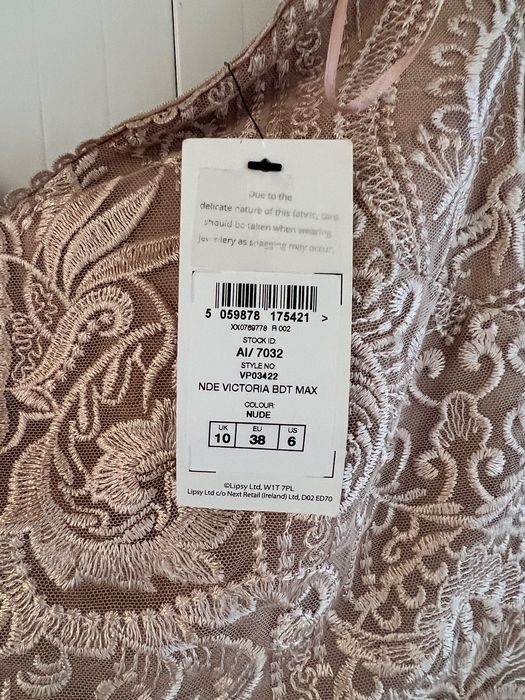 Due to the
delicate nature of this fabric, care
should be taken when wearing
jewellery as snagging may occur.
5 059878 175421 >
XX0769778 R 002
STOCK ID:
AI/ 7032
STYLE NO:
VP03422
NDE VICTORIA BDT MAX
COLOUR:
NUDE
UK EU US
10 38 6
©Lipsy Ltd, W1T 7PL
Lipsy Ltd c/o Next Retail (Ireland) Ltd, D02 ED70